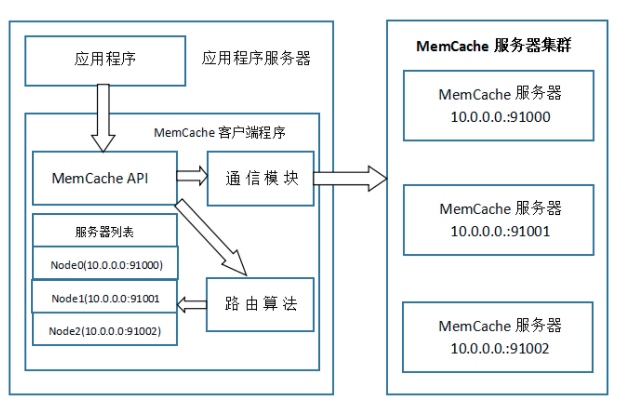 应用程序
应用程序服务器
MemCache 客户端程序
MemCache API
通信模块
服务器列表
Node0(10.0.0.0:91000)
Node1(10.0.0.0:91001
Node2(10.0.0.0:91002)
路由算法
MemCache 服务器集群
MemCache 服务器
10.0.0.0.:91000
MemCache 服务器
10.0.0.0.:91001
MemCache 服务器
10.0.0.0.:91002